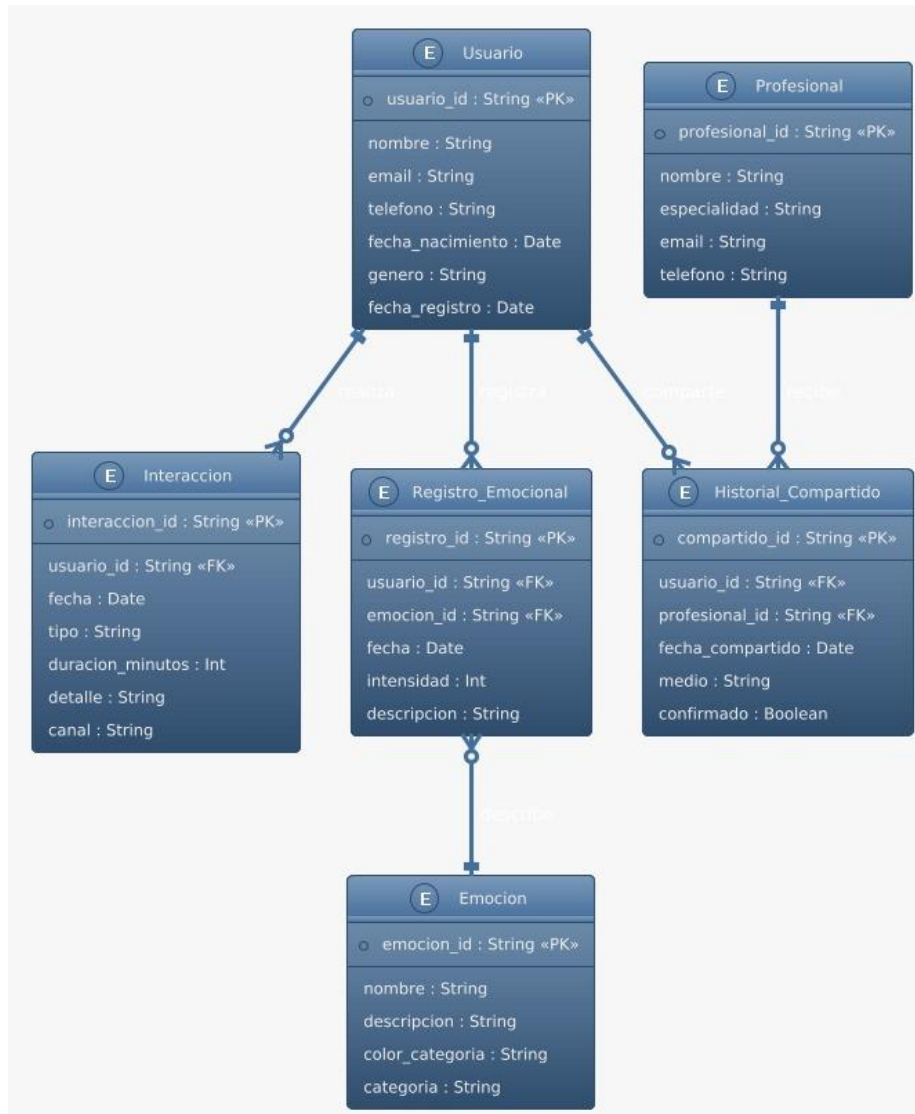 E Usuario
usuario_id : String «PK»
nombre : String
email : String
telefono : String
fecha_nacimiento : Date
genero : String
fecha_registro : Date
E Profesional
profesional_id : String «PK»
nombre : String
especialidad : String
email : String
telefono : String
realiza
registra
comparte
recibe
E Interaccion
interaccion_id : String «PK»
usuario_id : String «FK»
fecha : Date
tipo : String
duracion_minutos : Int
detalle : String
canal : String
E Registro_Emocional
registro_id : String «PK»
usuario_id : String «FK»
emocion_id : String «FK»
fecha : Date
intensidad : Int
descripcion : String
E Historial_Compartido
compartido_id : String «PK»
usuario_id : String «FK»
profesional_id : String «FK»
fecha_compartido : Date
medio : String
confirmado : Boolean
describe
E Emocion
emocion_id : String «PK»
nombre : String
descripcion : String
color_categoria : String
categoria : String